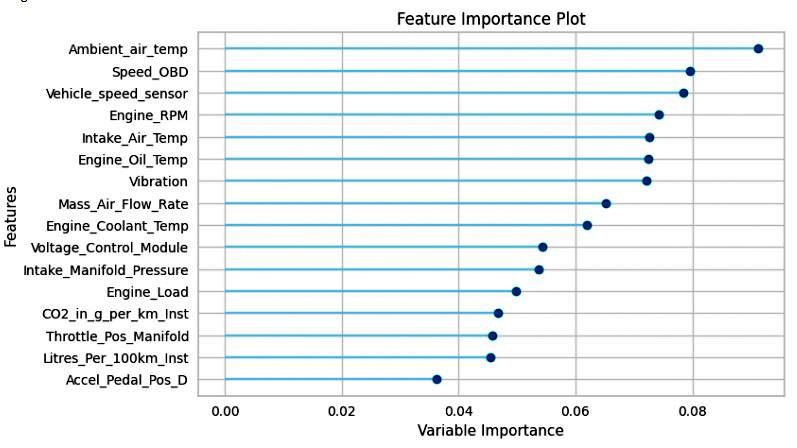 Feature Importance Plot
Ambient_air_temp
Speed_OBD
Vehicle_speed_sensor
Engine_RPM
Intake_Air_Temp
Engine_Oil_Temp
Vibration
Mass_Air_Flow_Rate
Engine_Coolant_Temp
Voltage_Control_Module
Intake_Manifold_Pressure
Engine_Load
CO2_in_g_per_km_Inst
Throttle_Pos_Manifold
Litres_Per_100km_Inst
Accel_Pedal_Pos_D
Features
0.00 0.02 0.04 0.06 0.08
Variable Importance